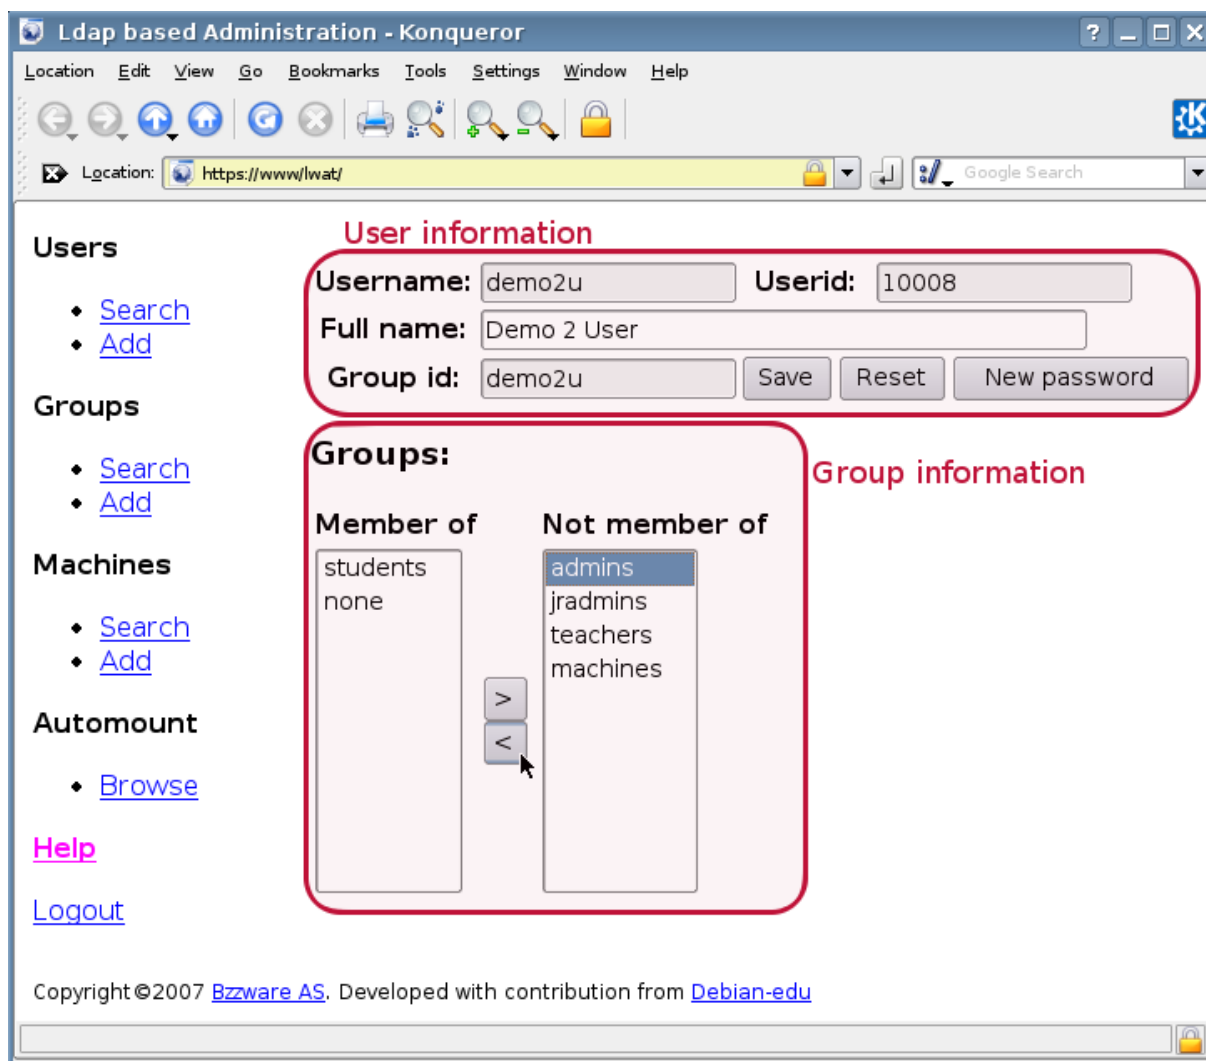 Ldap based Administration - Konqueror
Location Edit View Go Bookmarks Tools Settings Window Help
Location: https://www/lwat/ Google Search
Users
Search
Add
Groups
Search
Add
Machines
Search
Add
Automount
Browse
Help
Logout
User information
Username: demo2u Userid: 10008
Full name: Demo 2 User
Group id: demo2u Save Reset New password
Group information
Groups:
Member of Not member of
students admins
none jradmins
teachers
machines
>
<
Copyright©2007 Bzzware AS. Developed with contribution from Debian-edu